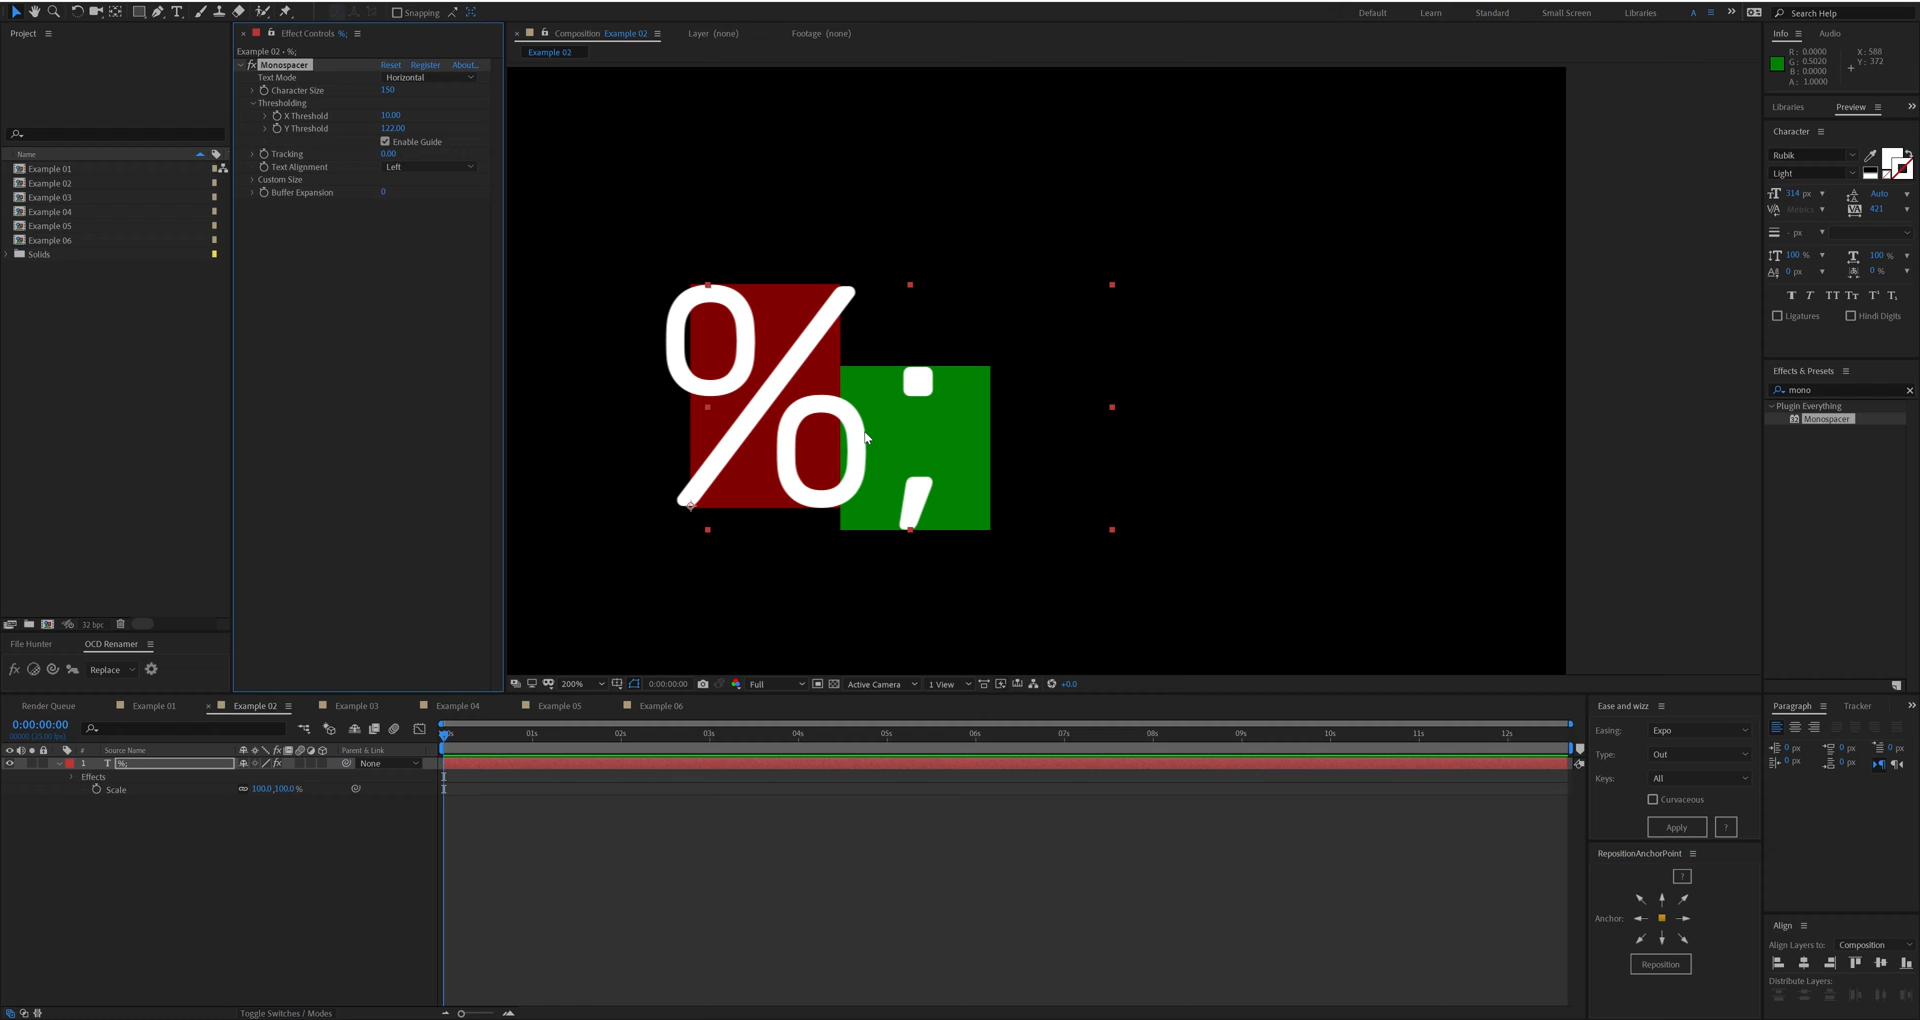 Snapping
Default
Learn
Standard
Small Screen
Libraries
A
Search Help
Project
Effect Controls %;
Composition Example 02
Layer (none)
Footage (none)
Info
Audio
Example 02 • %;
Example 02
R: 0.0000
G: 0.5020
B: 0.0000
A: 1.0000
X: 588
Y: 372
fx Monospacer
Reset
Register
About...
Text Mode
Horizontal
Character Size
150
Thresholding
X Threshold
10.00
Y Threshold
122.00
Enable Guide
Tracking
0.00
Text Alignment
Left
Custom Size
Buffer Expansion
0
Name
Example 01
Example 02
Example 03
Example 04
Example 05
Example 06
Solids
%;
Libraries
Preview
Character
Rubik
Light
314 px
Auto
Metrics
421
- px
100 %
100 %
0 px
0 %
Ligatures
Hindi Digits
Effects & Presets
mono
Plugin Everything
Monospacer
32 bpc
File Hunter
OCD Renamer
Replace
200%
0:00:00:00
Full
Active Camera
1 View
+0.0
Render Queue
Example 01
Example 02
Example 03
Example 04
Example 05
Example 06
0:00:00:00
00000 (25.00 fps)
01s
02s
03s
04s
05s
06s
07s
08s
09s
10s
11s
12s
#
Source Name
Parent & Link
1
T
%;
None
Effects
Scale
100.0,100.0 %
Toggle Switches / Modes
Ease and wizz
Easing:
Expo
Type:
Out
Keys:
All
Curvaceous
Apply
?
RepositionAnchorPoint
?
Anchor:
Reposition
Paragraph
Tracker
0 px
0 px
0 px
0 px
0 px
Align
Align Layers to:
Composition
Distribute Layers: